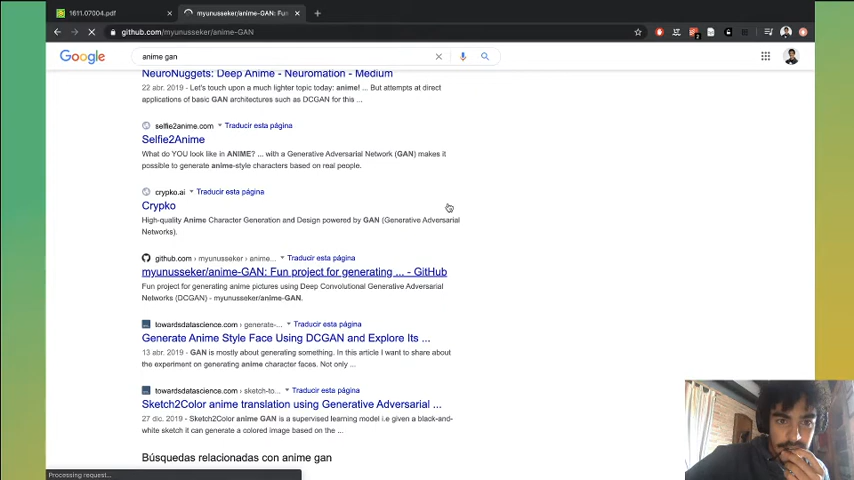 1611.07004.pdf
myunusseker/anime-GAN: Fun
github.com/myunusseker/anime-GAN
Google
anime gan
NeuroNuggets: Deep Anime - Neuromation - Medium
22 abr. 2019 - Let's touch upon a much lighter topic today: anime! ... But attempts at direct
applications of basic GAN architectures such as DCGAN for this ...
selfie2anime.com Traducir esta página
Selfie2Anime
What do YOU look like in ANIME? ... with a Generative Adversarial Network (GAN) makes it
possible to generate anime-style characters based on real people.
crypko.ai Traducir esta página
Crypko
High-quality Anime Character Generation and Design powered by GAN (Generative Adversarial
Networks).
github.com › myunusseker › anime... Traducir esta página
myunusseker/anime-GAN: Fun project for generating ... - GitHub
Fun project for generating anime pictures using Deep Convolutional Generative Adversarial
Networks (DCGAN) - myunusseker/anime-GAN.
towardsdatascience.com › generate-... Traducir esta página
Generate Anime Style Face Using DCGAN and Explore Its ...
13 abr. 2019 - GAN is mostly about generating something. In this article I want to share about
the experiment on generating anime character faces. Not only ...
towardsdatascience.com › sketch-to... Traducir esta página
Sketch2Color anime translation using Generative Adversarial ...
27 dic. 2019 - Sketch2Color anime GAN is a supervised learning model i.e given a black-and-
white sketch it can generate a colored image based on the ...
Búsquedas relacionadas con anime gan
Processing request...